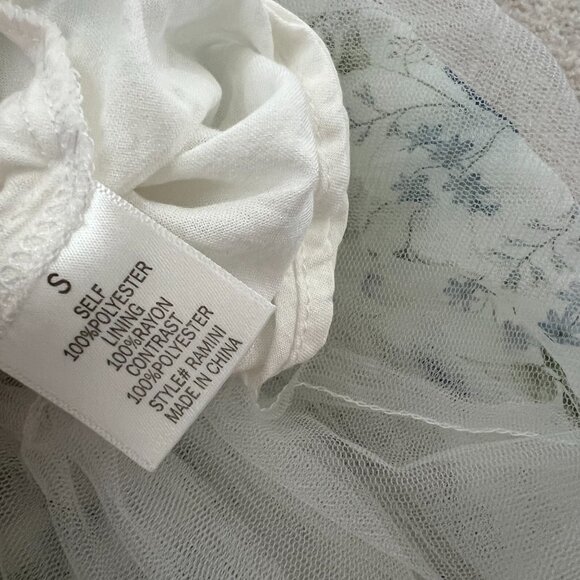 S
SELF
100%POLYESTER
LINING
100%RAYON
CONTRAST
100%POLYESTER
STYLE# RAMINI
MADE IN CHINA